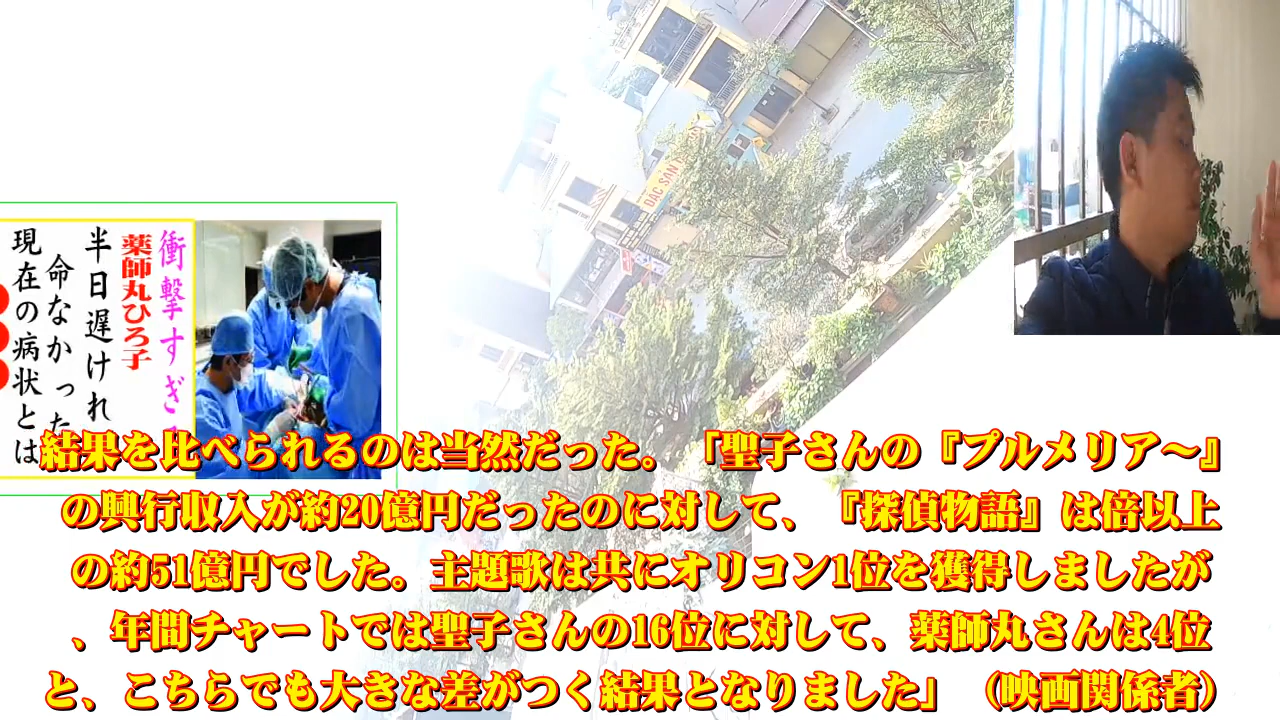 衝撃すぎ
薬師丸ひろ子
半日遅けれ
命なかった
現在の病状とは
DAC SAN
結果を比べられるのは当然だった。「聖子さんの『プルメリア～』
の興行収入が約20億円だったのに対して、『探偵物語』は倍以上
の約51億円でした。主題歌は共にオリコン1位を獲得しましたが
、年間チャートでは聖子さんの16位に対して、薬師丸さんは4位
と、こちらでも大きな差がつく結果となりました」（映画関係者）